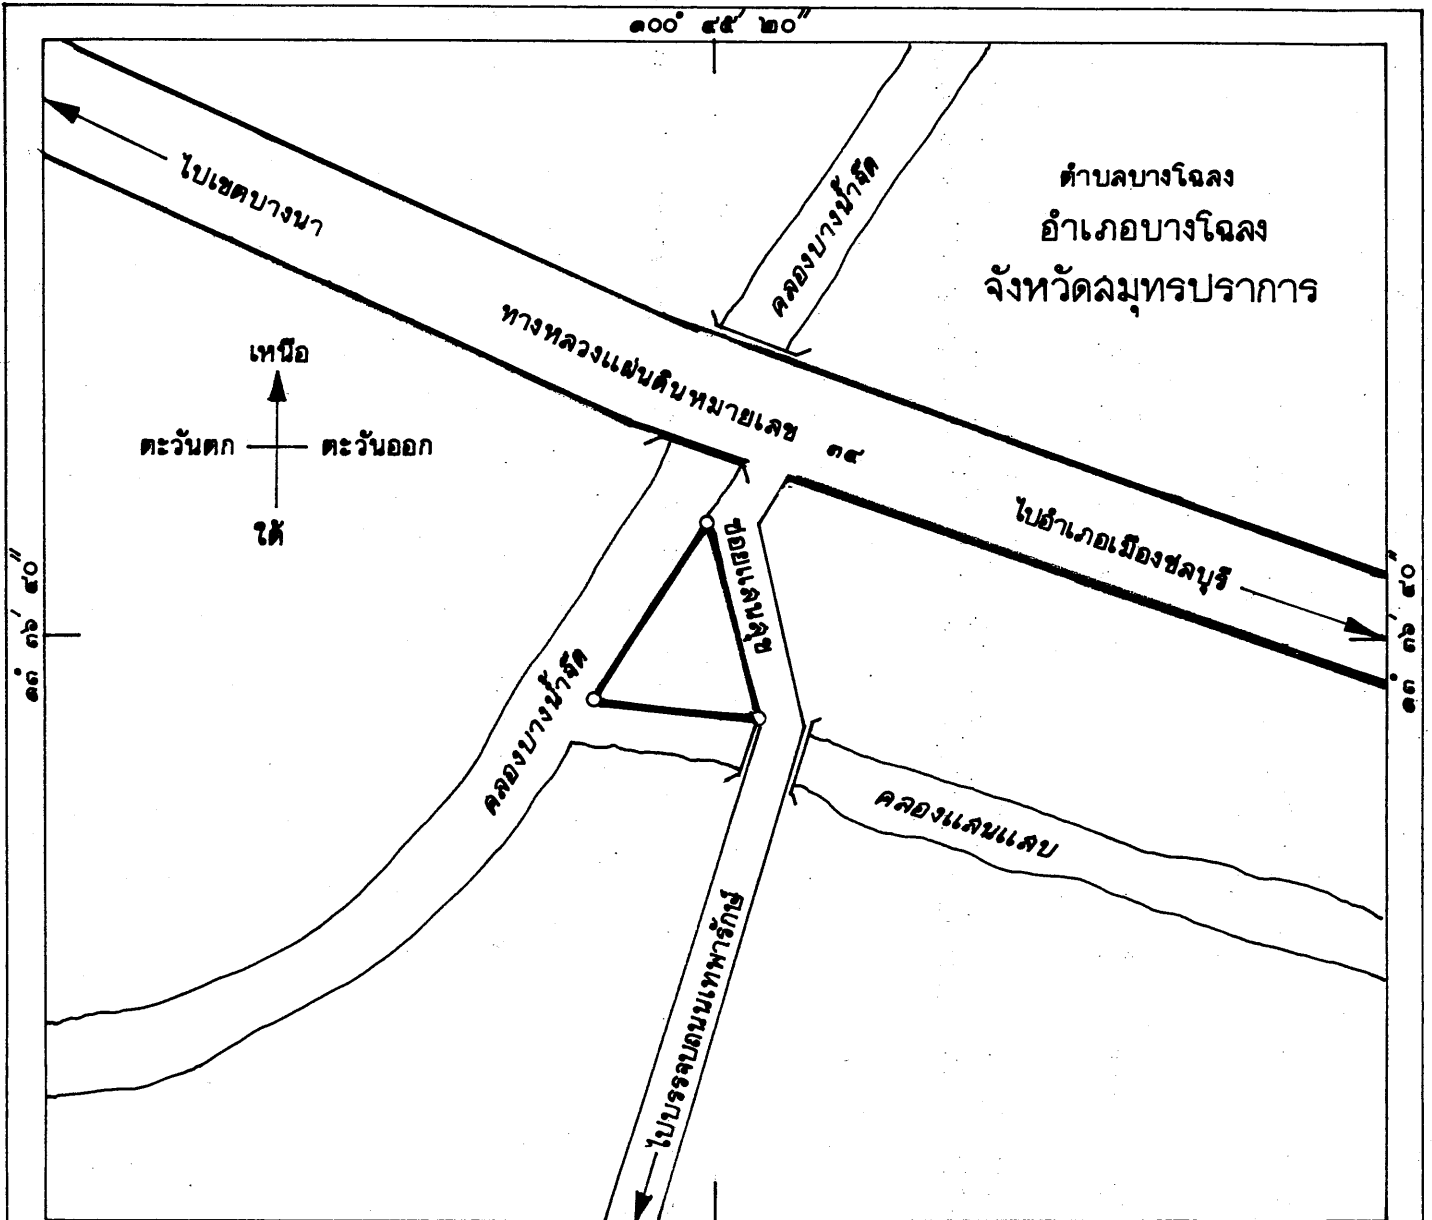 ๑๐๐° ๔๕′ ๒๐″
ตำบลบางโฉลง
อำเภอบางโฉลง
จังหวัดสมุทรปราการ
ไปเขตบางนา
คลองบางน้ำจืด
ทางหลวงแผ่นดินหมายเลข ๓๔
เหนือ
ตะวันตก ตะวันออก
ใต้
ไปอำเภอเมืองชลบุรี
ซอยแสนสุข
๑๓° ๓๖′ ๔๐″
๑๓° ๓๖′ ๔๐″
คลองบางน้ำจืด
คลองแสนแสบ
ไปบรรจบถนนเทพารักษ์